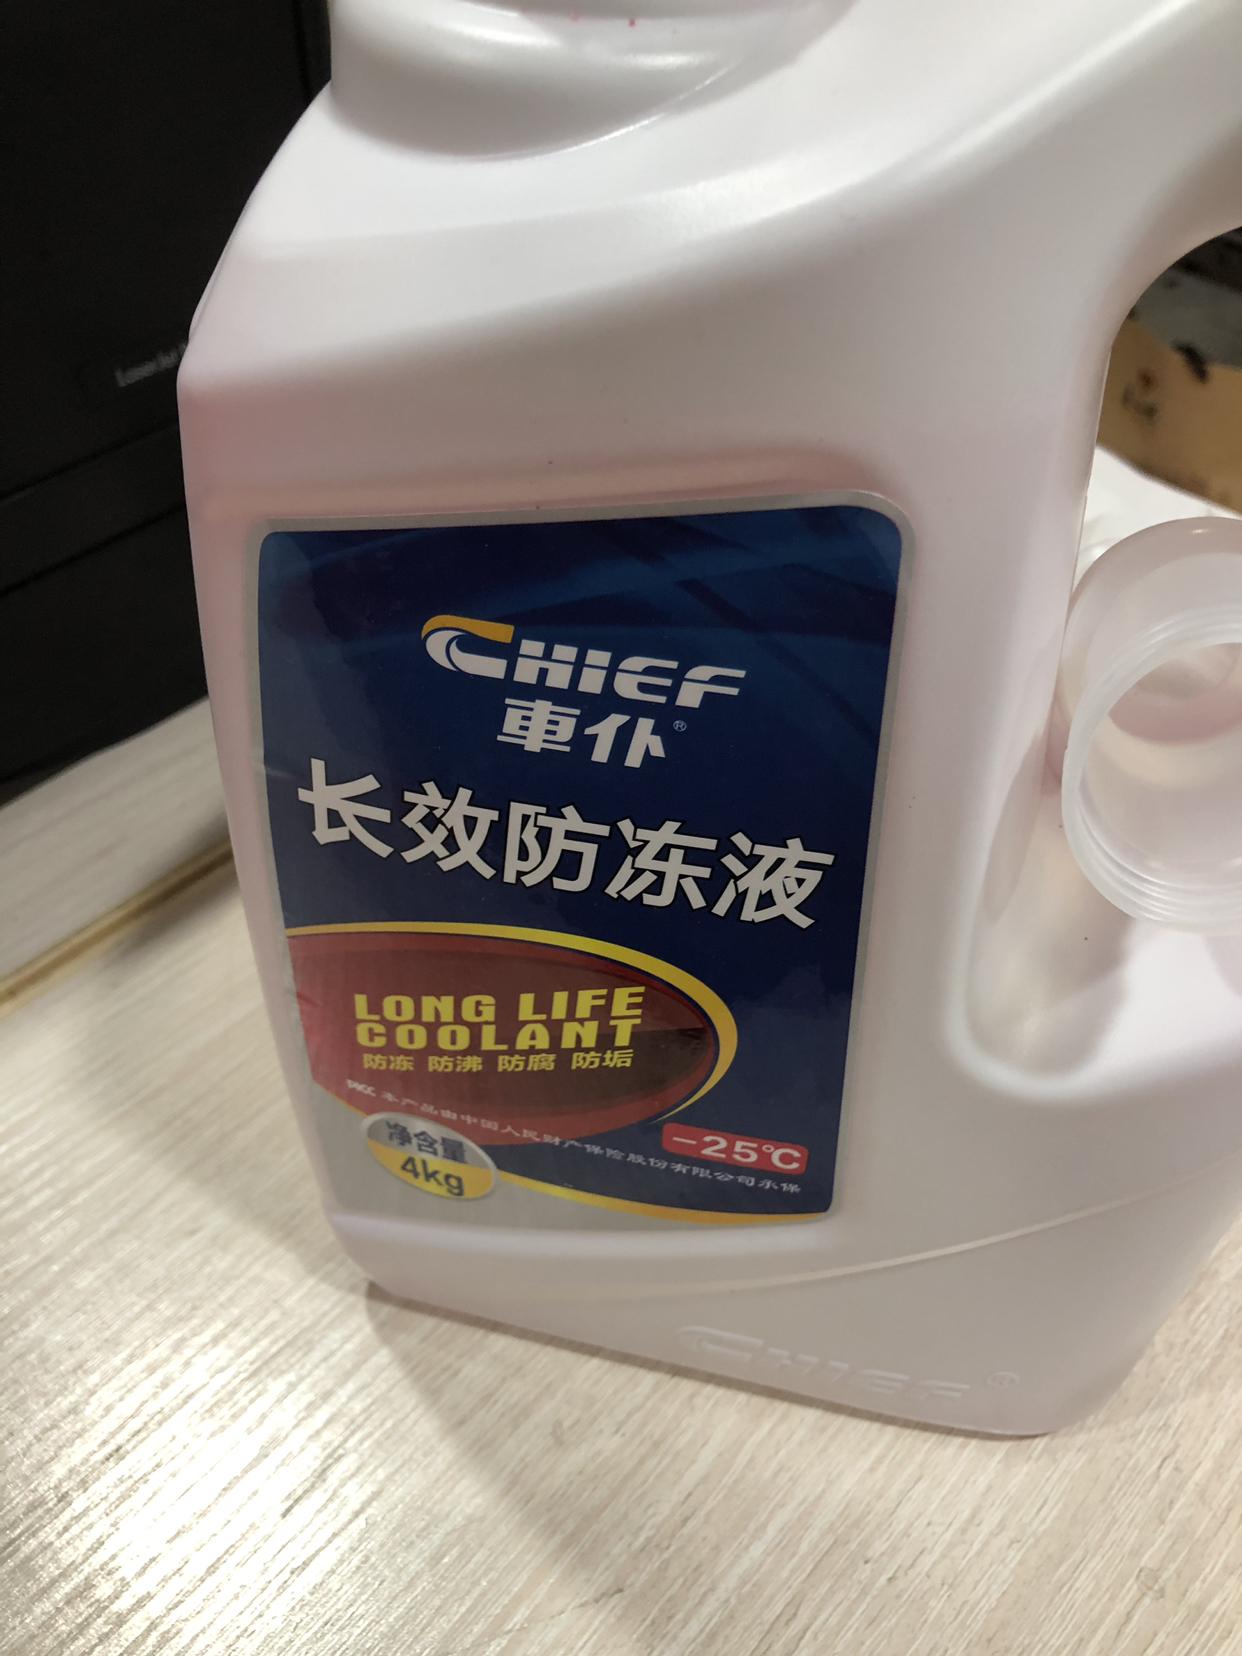 CHIEF
車仆®
长效防冻液
LONG LIFE
COOLANT
防冻 防沸 防腐 防垢
PICC 本产品由中国人民财产保险股份有限公司承保
-25℃
净含量
4kg
CHIEF ®
LaserJet